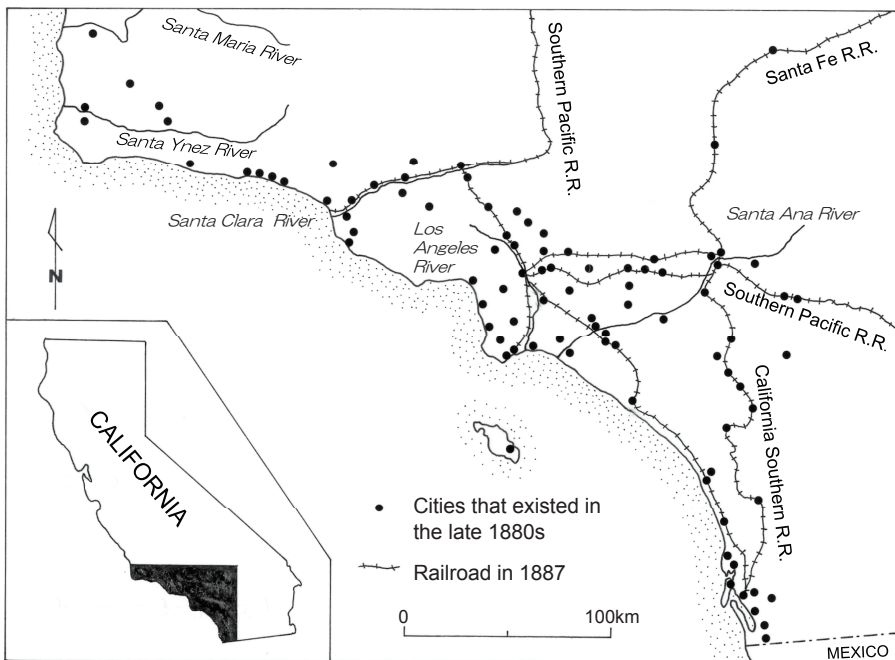 Santa Maria
River
Southern Pacific R.R.
Santa Fe R.R.
Santa Ynez River
Santa Clara River
Los
Angeles
River
Santa Ana River
N
Southern Pacific R.R.
California Southern R.R.
CALIFORNIA
Cities that existed in
the late 1880s
Railroad in 1887
0
100km
MEXICO